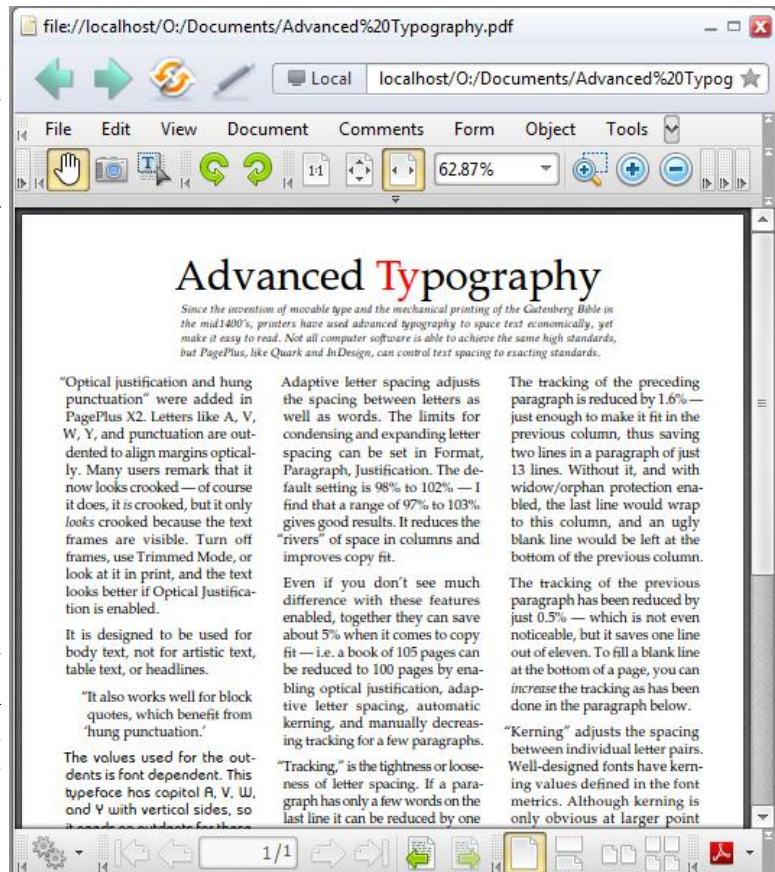 file://localhost/O:/Documents/Advanced%20Typography.pdf
Local localhost/O:/Documents/Advanced%20Typog
File Edit View Document Comments Form Object Tools
1:1 62.87%
Advanced Typography
Since the invention of movable type and the mechanical printing of the Gutenberg Bible in
the mid1400's, printers have used advanced typography to space text economically, yet
make it easy to read. Not all computer software is able to achieve the same high standards,
but PagePlus, like Quark and InDesign, can control text spacing to exacting standards.
“Optical justification and hung
punctuation” were added in
PagePlus X2. Letters like A, V,
W, Y, and punctuation are out-
dented to align margins optical-
ly. Many users remark that it
now looks crooked — of course
it does, it is crooked, but it only
looks crooked because the text
frames are visible. Turn off
frames, use Trimmed Mode, or
look at it in print, and the text
looks better if Optical Justifica-
tion is enabled.
It is designed to be used for
body text, not for artistic text,
table text, or headlines.
“It also works well for block
quotes, which benefit from
‘hung punctuation.’
The values used for the out-
dents is font dependent. This
typeface has capital A, V, W,
and Y with vertical sides, so
it needs no outdents for these
Adaptive letter spacing adjusts
the spacing between letters as
well as words. The limits for
condensing and expanding letter
spacing can be set in Format,
Paragraph, Justification. The de-
fault setting is 98% to 102% — I
find that a range of 97% to 103%
gives good results. It reduces the
“rivers” of space in columns and
improves copy fit.
Even if you don’t see much
difference with these features
enabled, together they can save
about 5% when it comes to copy
fit — i.e. a book of 105 pages can
be reduced to 100 pages by ena-
bling optical justification, adap-
tive letter spacing, automatic
kerning, and manually decreas-
ing tracking for a few paragraphs.
“Tracking,” is the tightness or loose-
ness of letter spacing. If a para-
graph has only a few words on the
last line it can be reduced by one
The tracking of the preceding
paragraph is reduced by 1.6% —
just enough to make it fit in the
previous column, thus saving
two lines in a paragraph of just
13 lines. Without it, and with
widow/orphan protection ena-
bled, the last line would wrap
to this column, and an ugly
blank line would be left at the
bottom of the previous column.
The tracking of the previous
paragraph has been reduced by
just 0.5% — which is not even
noticeable, but it saves one line
out of eleven. To fill a blank line
at the bottom of a page, you can
increase the tracking as has been
done in the paragraph below.
“Kerning” adjusts the spacing
between individual letter pairs.
Well-designed fonts have kern-
ing values defined in the font
metrics. Although kerning is
only obvious at larger point
1/1